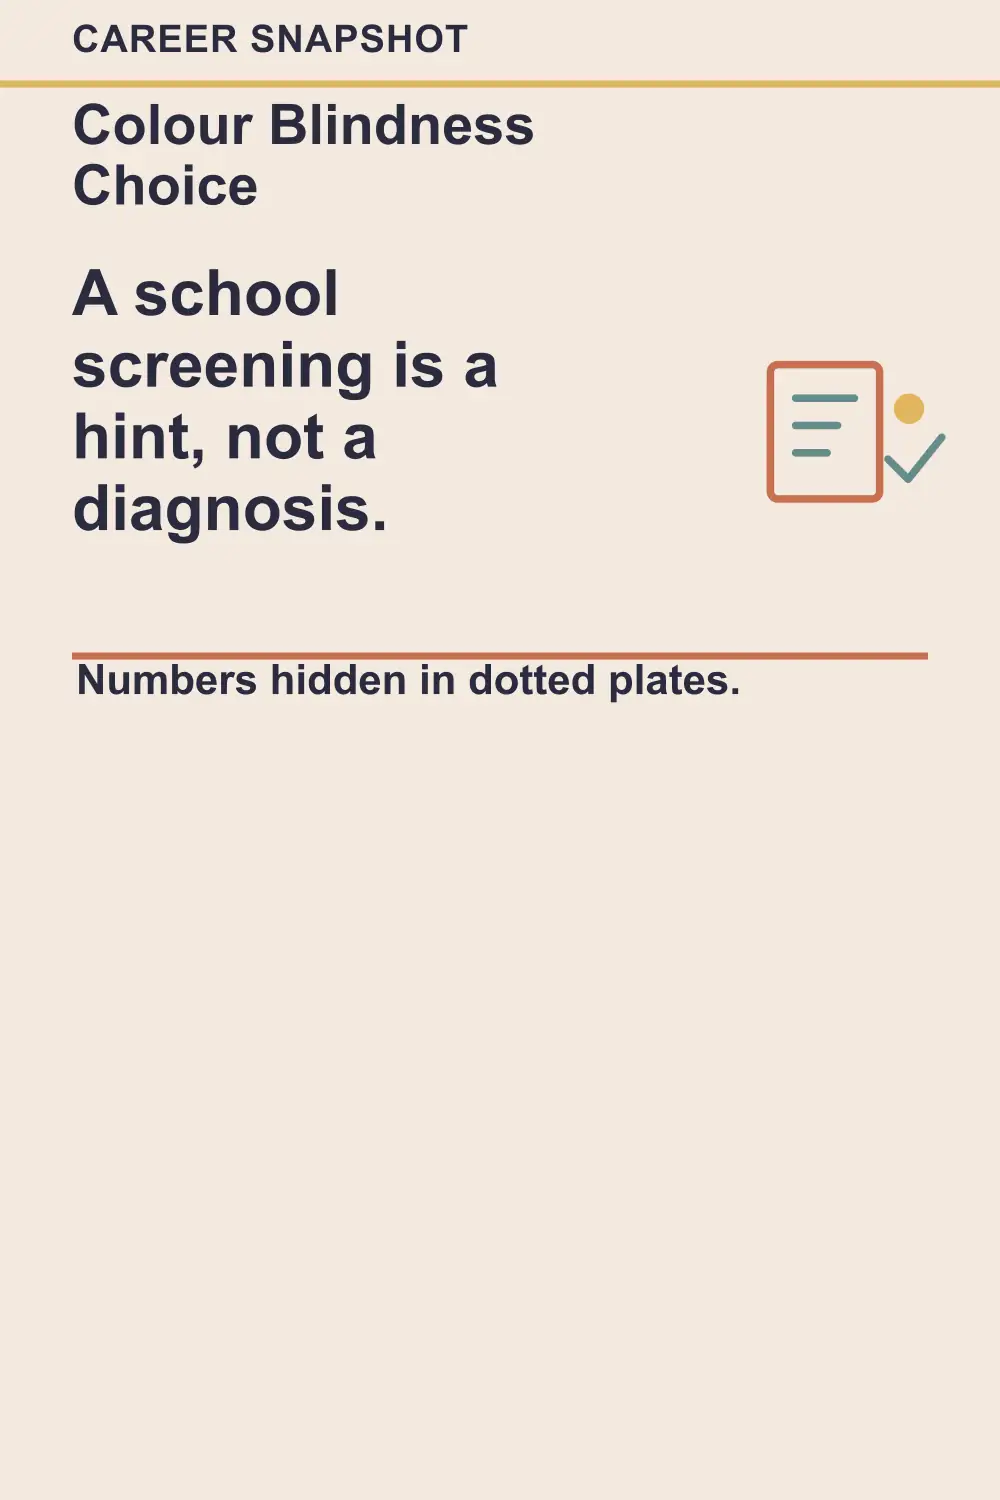 CAREER SNAPSHOT
Colour Blindness
Choice
A school
screening is a
hint, not a
diagnosis.
Numbers hidden in dotted plates.